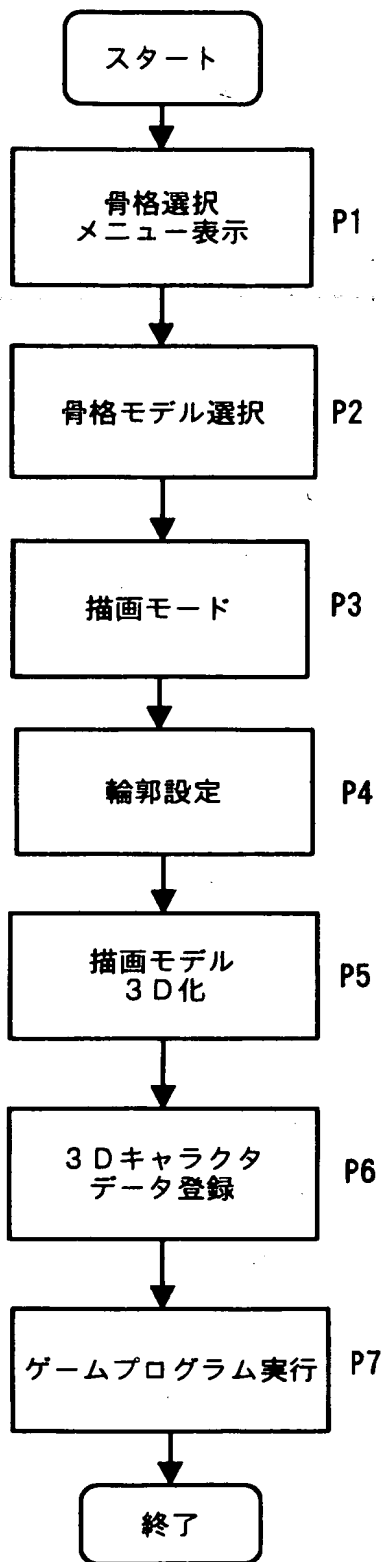 スタート
骨格選択
メニュー表示
P1
骨格モデル選択
P2
描画モード
P3
輪郭設定
P4
描画モデル
3D化
P5
3Dキャラクタ
データ登録
P6
ゲームプログラム実行
P7
終了